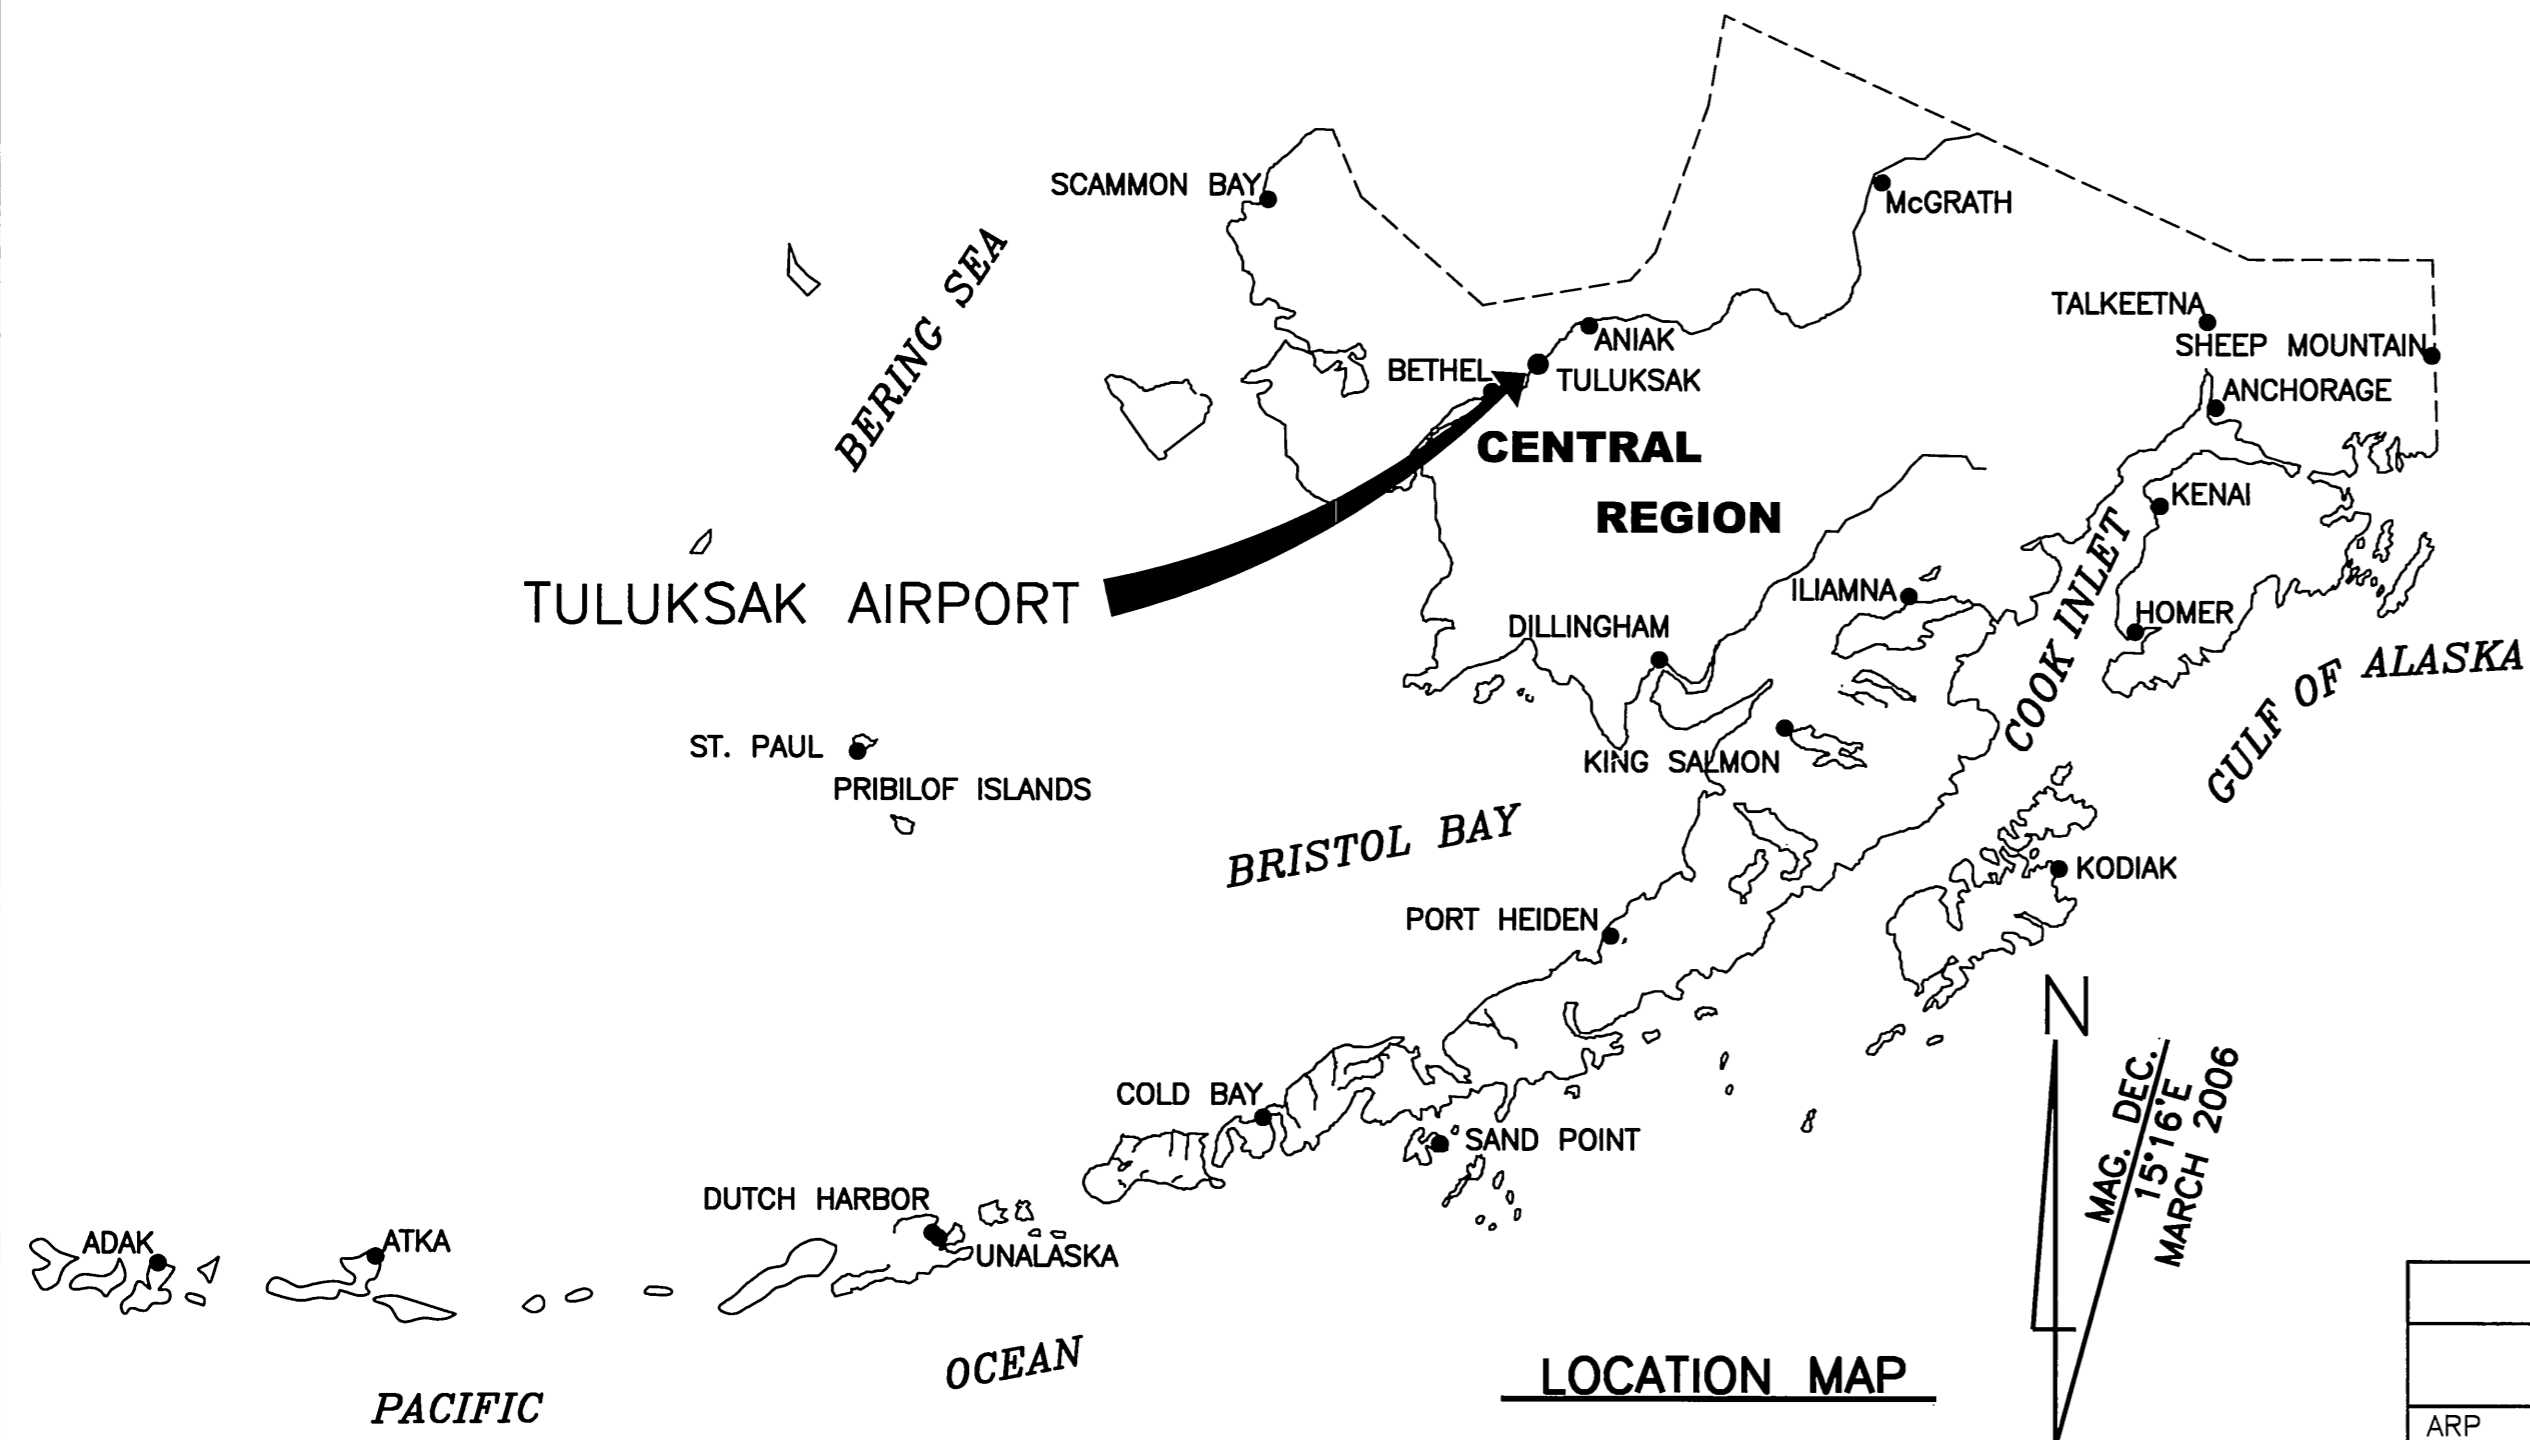 SCAMMON BAY
McGRATH
BERING SEA
TALKEETNA
SHEEP MOUNTAIN
ANIAK
BETHEL
TULUKSAK
ANCHORAGE
CENTRAL
REGION
KENAI
TULUKSAK AIRPORT
ILIAMNA
DILLINGHAM
HOMER
COOK INLET
GULF OF ALASKA
ST. PAUL
PRIBILOF ISLANDS
KING SALMON
BRISTOL BAY
KODIAK
PORT HEIDEN
N
MAG. DEC.
15°16'E
MARCH 2006
COLD BAY
SAND POINT
DUTCH HARBOR
ADAK
ATKA
UNALASKA
PACIFIC
OCEAN
LOCATION MAP
ARP